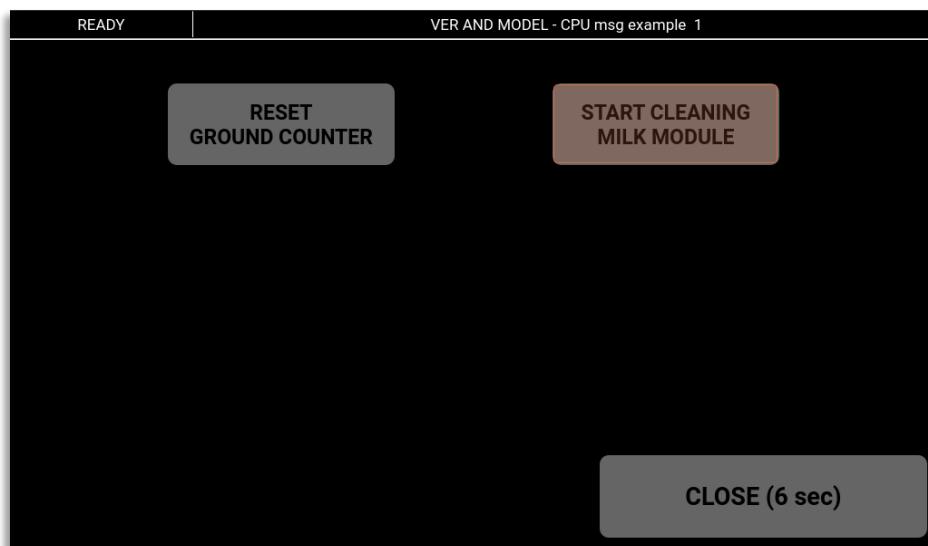 READY
VER AND MODEL - CPU msg example  1
RESET
GROUND COUNTER
START CLEANING
MILK MODULE
CLOSE (6 sec)